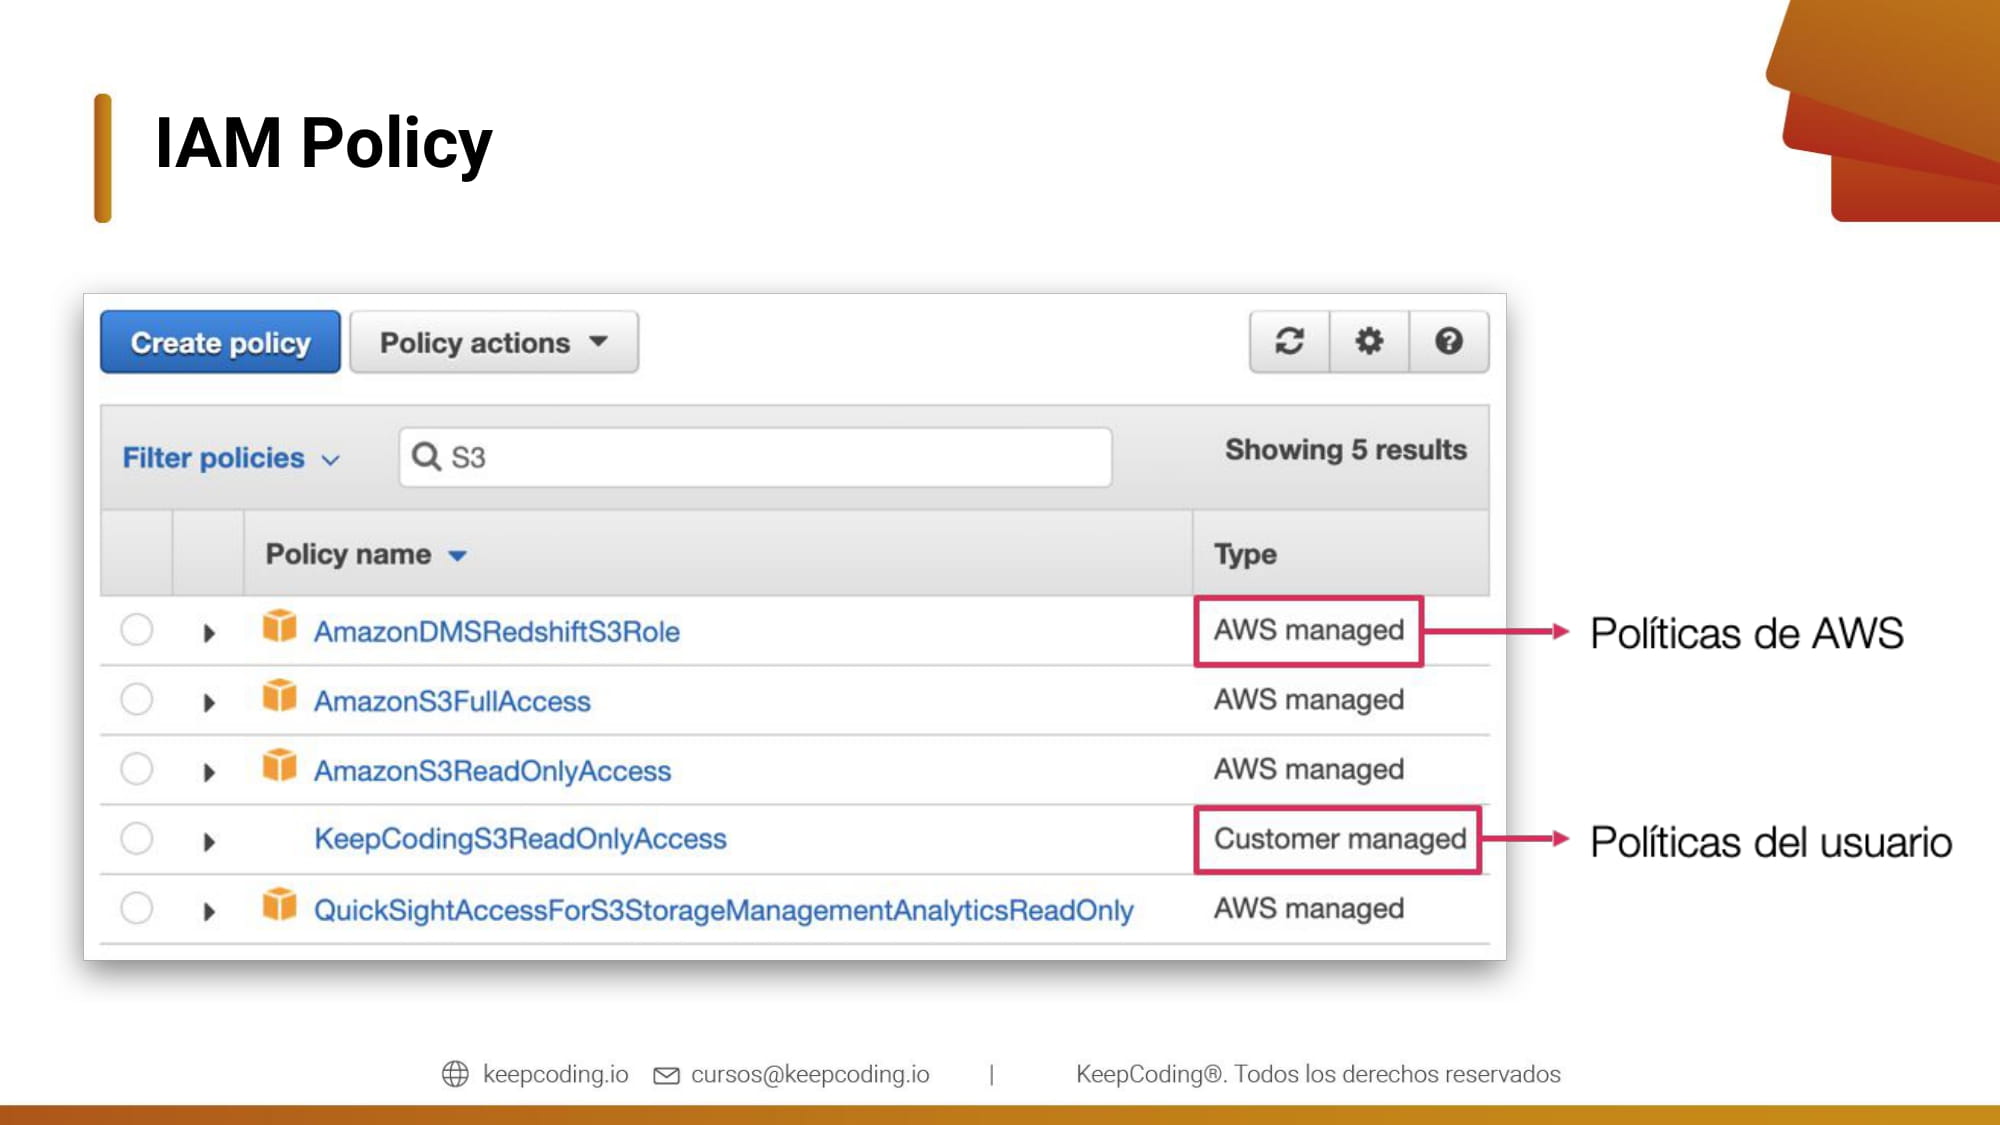 IAM Policy
Create policy
Policy actions
Filter policies
S3
Showing 5 results
Policy name
Type
AmazonDMSRedshiftS3Role
AWS managed
Políticas de AWS
AmazonS3FullAccess
AWS managed
AmazonS3ReadOnlyAccess
AWS managed
KeepCodingS3ReadOnlyAccess
Customer managed
Políticas del usuario
QuickSightAccessForS3StorageManagementAnalyticsReadOnly
AWS managed
keepcoding.io cursos@keepcoding.io | KeepCoding®. Todos los derechos reservados